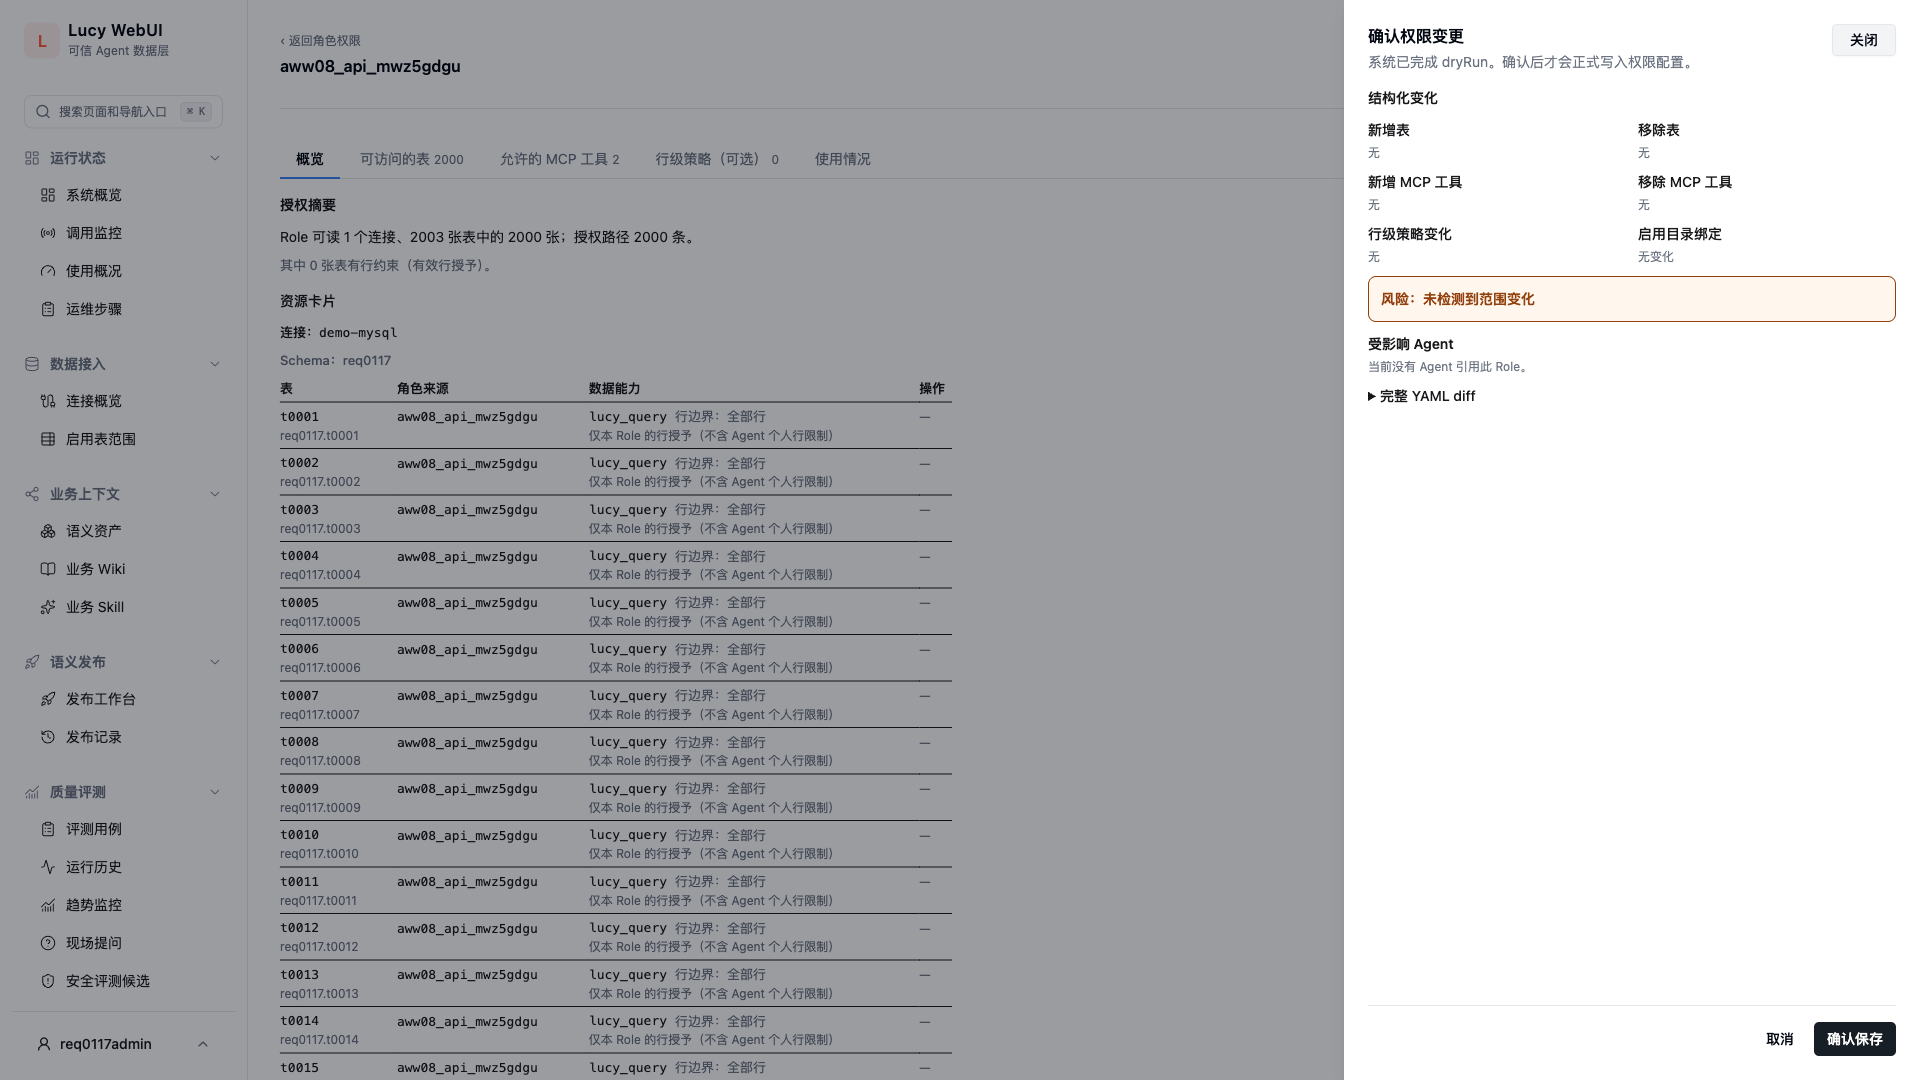 L
Lucy WebUI
可信 Agent 数据层
搜索页面和导航入口 ⌘ K
运行状态
系统概览
调用监控
使用概况
运维步骤
数据接入
连接概览
启用表范围
业务上下文
语义资产
业务 Wiki
业务 Skill
语义发布
发布工作台
发布记录
质量评测
评测用例
运行历史
趋势监控
现场提问
安全评测候选
req0117admin
‹ 返回角色权限
aww08_api_mwz5gdgu
概览 可访问的表 2000 允许的 MCP 工具 2 行级策略（可选） 0 使用情况
授权摘要
Role 可读 1 个连接、2003 张表中的 2000 张；授权路径 2000 条。
其中 0 张表有行约束（有效行授予）。
资源卡片
连接：demo-mysql
Schema：req0117
表 角色来源 数据能力 操作
t0001 aww08_api_mwz5gdgu lucy_query 行边界：全部行 —
req0117.t0001 仅本 Role 的行授予（不含 Agent 个人行限制）
t0002 aww08_api_mwz5gdgu lucy_query 行边界：全部行 —
req0117.t0002 仅本 Role 的行授予（不含 Agent 个人行限制）
t0003 aww08_api_mwz5gdgu lucy_query 行边界：全部行 —
req0117.t0003 仅本 Role 的行授予（不含 Agent 个人行限制）
t0004 aww08_api_mwz5gdgu lucy_query 行边界：全部行 —
req0117.t0004 仅本 Role 的行授予（不含 Agent 个人行限制）
t0005 aww08_api_mwz5gdgu lucy_query 行边界：全部行 —
req0117.t0005 仅本 Role 的行授予（不含 Agent 个人行限制）
t0006 aww08_api_mwz5gdgu lucy_query 行边界：全部行 —
req0117.t0006 仅本 Role 的行授予（不含 Agent 个人行限制）
t0007 aww08_api_mwz5gdgu lucy_query 行边界：全部行 —
req0117.t0007 仅本 Role 的行授予（不含 Agent 个人行限制）
t0008 aww08_api_mwz5gdgu lucy_query 行边界：全部行 —
req0117.t0008 仅本 Role 的行授予（不含 Agent 个人行限制）
t0009 aww08_api_mwz5gdgu lucy_query 行边界：全部行 —
req0117.t0009 仅本 Role 的行授予（不含 Agent 个人行限制）
t0010 aww08_api_mwz5gdgu lucy_query 行边界：全部行 —
req0117.t0010 仅本 Role 的行授予（不含 Agent 个人行限制）
t0011 aww08_api_mwz5gdgu lucy_query 行边界：全部行 —
req0117.t0011 仅本 Role 的行授予（不含 Agent 个人行限制）
t0012 aww08_api_mwz5gdgu lucy_query 行边界：全部行 —
req0117.t0012 仅本 Role 的行授予（不含 Agent 个人行限制）
t0013 aww08_api_mwz5gdgu lucy_query 行边界：全部行 —
req0117.t0013 仅本 Role 的行授予（不含 Agent 个人行限制）
t0014 aww08_api_mwz5gdgu lucy_query 行边界：全部行 —
req0117.t0014 仅本 Role 的行授予（不含 Agent 个人行限制）
t0015 aww08_api_mwz5gdgu lucy_query 行边界：全部行 —
确认权限变更
关闭
系统已完成 dryRun。确认后才会正式写入权限配置。
结构化变化
新增表 移除表
无 无
新增 MCP 工具 移除 MCP 工具
无 无
行级策略变化 启用目录绑定
无 无变化
风险：未检测到范围变化
受影响 Agent
当前没有 Agent 引用此 Role。
▶ 完整 YAML diff
取消 确认保存